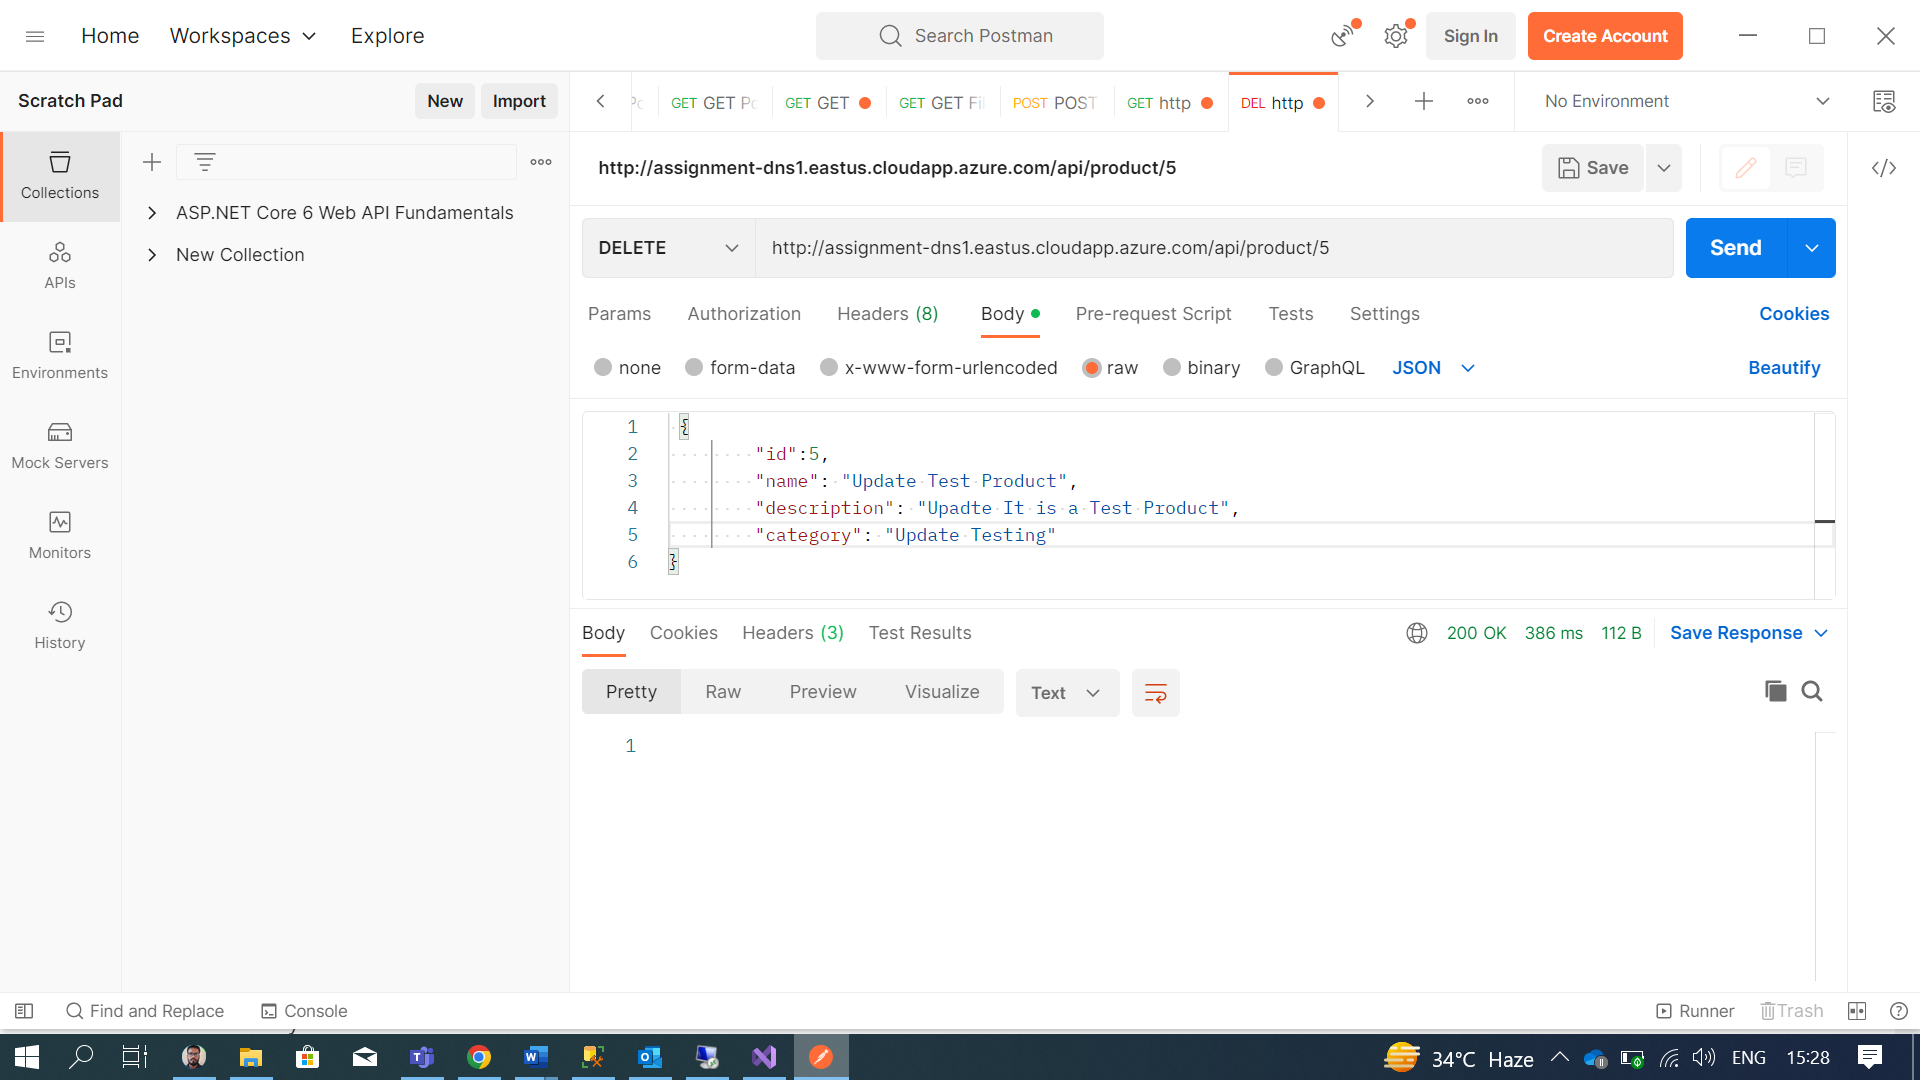 Home Workspaces Explore Search Postman Sign In Create Account
Scratch Pad New Import GET GET Po GET GET GET GET Fil POST POST GET http DEL http No Environment
Collections
ASP.NET Core 6 Web API Fundamentals
New Collection
APIs
Environments
Mock Servers
Monitors
History
http://assignment-dns1.eastus.cloudapp.azure.com/api/product/5 Save
DELETE http://assignment-dns1.eastus.cloudapp.azure.com/api/product/5 Send
Params Authorization Headers (8) Body Pre-request Script Tests Settings Cookies
none form-data x-www-form-urlencoded raw binary GraphQL JSON Beautify
1 {
2 "id":5,
3 "name": "Update Test Product",
4 "description": "Upadte It is a Test Product",
5 "category": "Update Testing"
6 }
Body Cookies Headers (3) Test Results 200 OK 386 ms 112 B Save Response
Pretty Raw Preview Visualize Text
1
Find and Replace Console Runner Trash
34°C Haze ENG 15:28